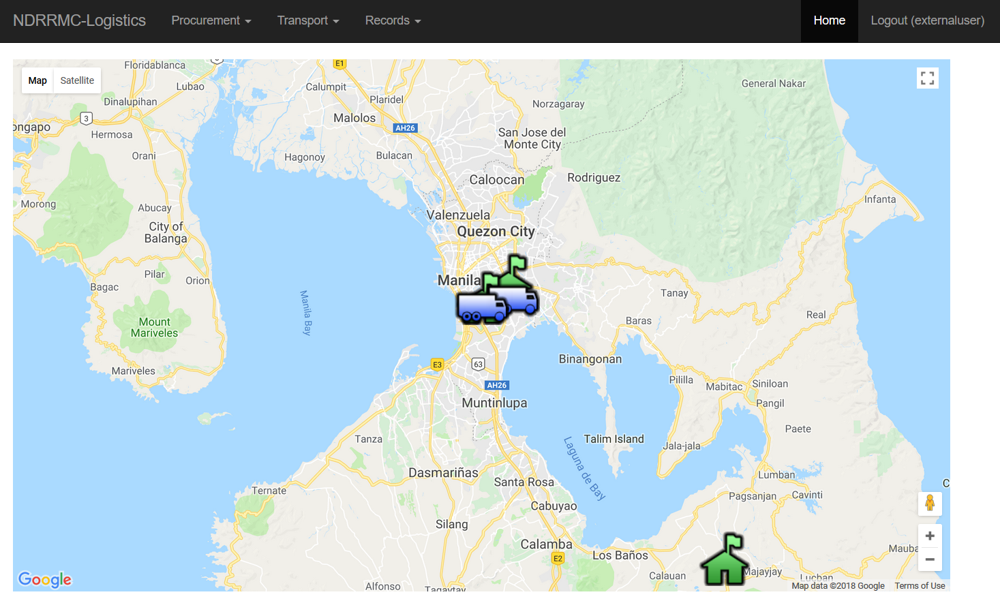 NDRRMC-Logistics Procurement Transport Records Home Logout (externaluser)
Map Satellite
Floridablanca
E1
Lubao
Calumpit
General Nakar
Plaridel
Dinalupihan
Norzagaray
3
Malolos
ongapo
AH26
Hermosa
San Jose del
Monte City
Orani
Hagonoy
Bulacan
Caloocan
Rodriguez
Morong
Abucay
Infanta
Valenzuela
City of
Balanga
Quezon City
Pilar
Orion
Manila
Bagac
Tanay
Manila Bay
Real
Baras
Mount
Mariveles
Binangonan
E3
63
Mariveles
Pililla
AH26
Mabitac
Siniloan
Muntinlupa
Pangil
Paete
Tanza
Talim Island
Jala-jala
Laguna de Bay
Dasmariñas
Lumban
Santa Rosa
C
Ternate
Pagsanjan
Cavinti
Cabuyao
Silang
Calamba
Mauba
E2
Los Baños
Majayjay
Calauan
Lucban
Google
Alfonso
Tagaytay
Map data ©2018 Google Terms of Use